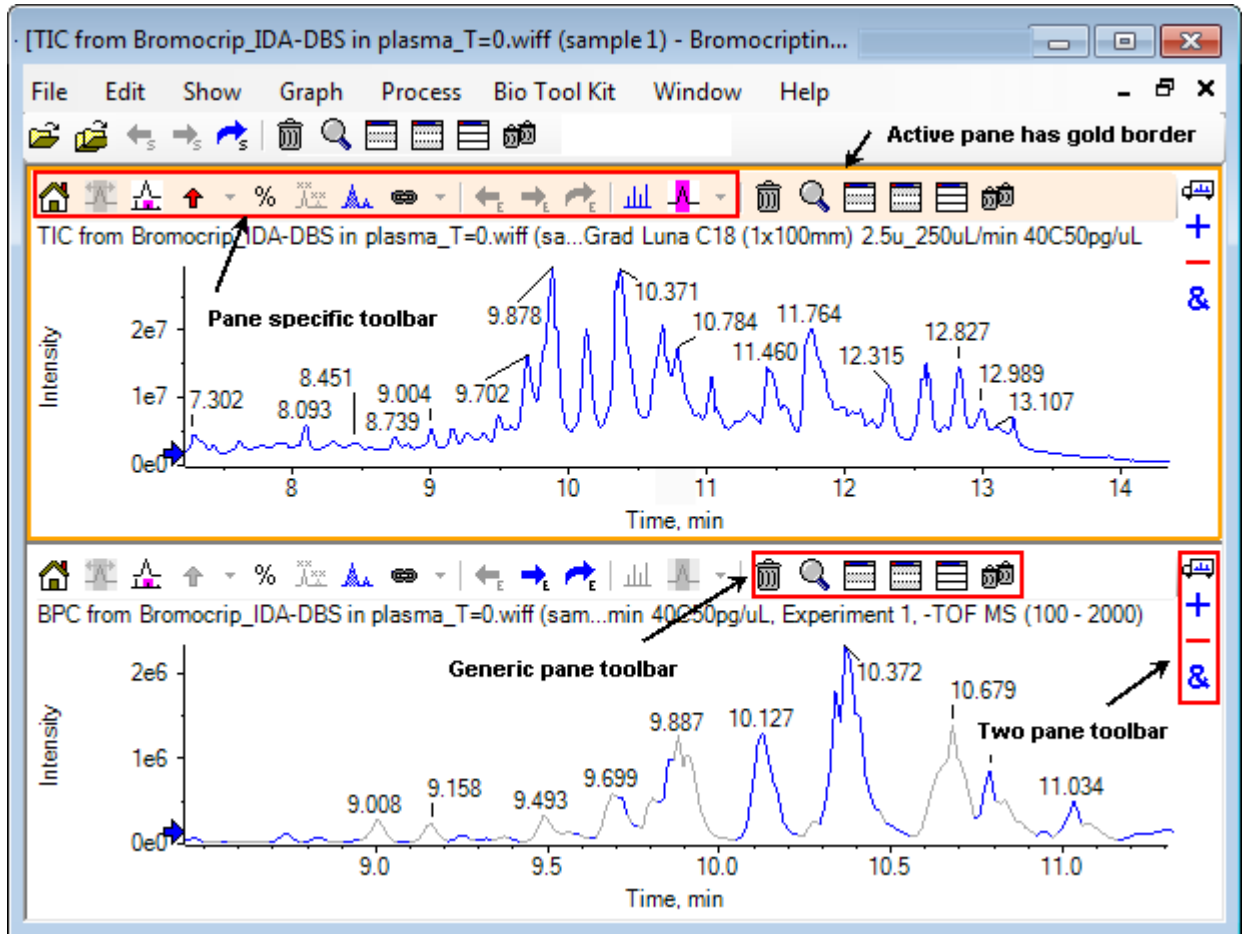 [TIC from Bromocrip_IDA-DBS in plasma_T=0.wiff (sample 1) - Bromocriptin...
File Edit Show Graph Process Bio Tool Kit Window Help
Active pane has gold border
%
TIC from Bromocrip_IDA-DBS in plasma_T=0.wiff (sa...Grad Luna C18 (1x100mm) 2.5u_250uL/min 40C50pg/uL
&
Pane specific toolbar
Intensity
2e7
1e7
0e0
7.302
8.093
8.451
8.739
9.004
9.702
9.878
10.371
10.784
11.460
11.764
12.315
12.827
12.989
13.107
8 9 10 11 12 13 14
Time, min
%
BPC from Bromocrip_IDA-DBS in plasma_T=0.wiff (sam...min 40C50pg/uL, Experiment 1, -TOF MS (100 - 2000)
&
Generic pane toolbar
Two pane toolbar
Intensity
2e6
1e6
0e0
9.008
9.158
9.493
9.699
9.887
10.127
10.372
10.679
11.034
9.0 9.5 10.0 10.5 11.0
Time, min